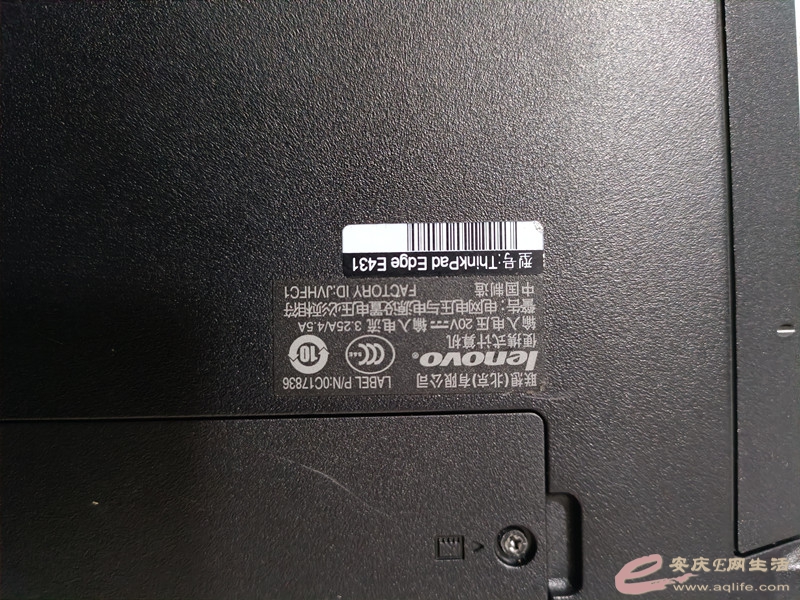 联想(北京)有限公司 LABEL P/N:0C17836
lenovo®
便携式计算机
输入电压 20V⎓ 输入电流 3.25A/4.5A
警告:电网电压与电源设置电压必须相符
中国制造 FACTORY ID:JVHFC1
10
型号:ThinkPad Edge E431
安庆E网生活
www.aqlife.com